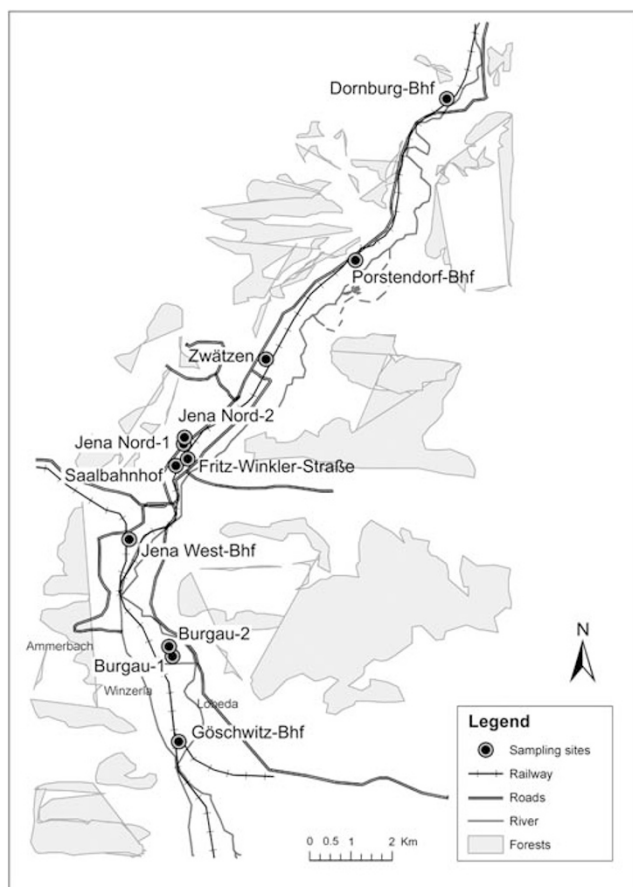 Dornburg-Bhf
Porstendorf-Bhf
Zwätzen
Jena Nord-2
Jena Nord-1
Fritz-Winkler-Straße
Saalbahnhof
Jena West-Bhf
Burgau-2
Ammerbach
Burgau-1
Winzerla
Lobeda
Göschwitz-Bhf
N
Legend
Sampling sites
Railway
Roads
River
Forests
0 0.5 1 2 Km